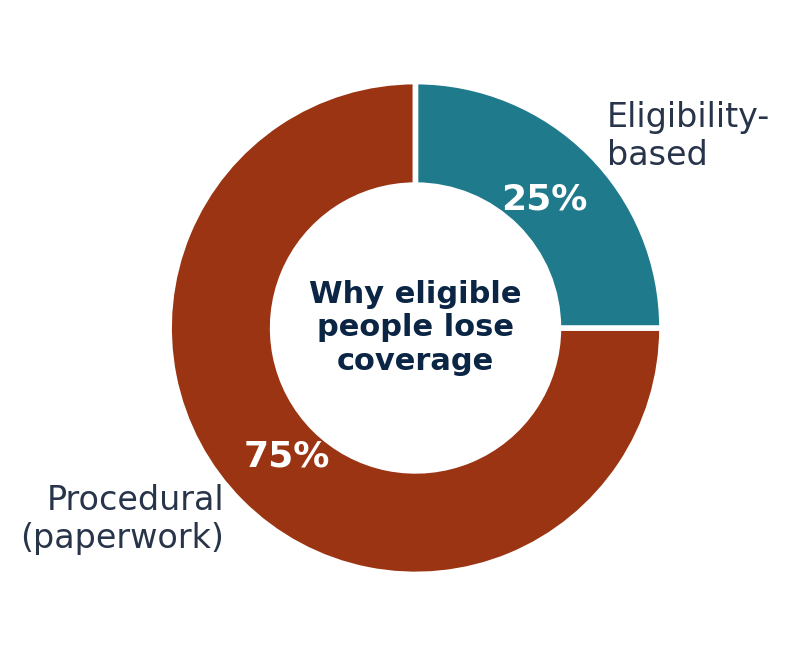 Eligibility-
based
25%
Why eligible
people lose
coverage
75%
Procedural
(paperwork)